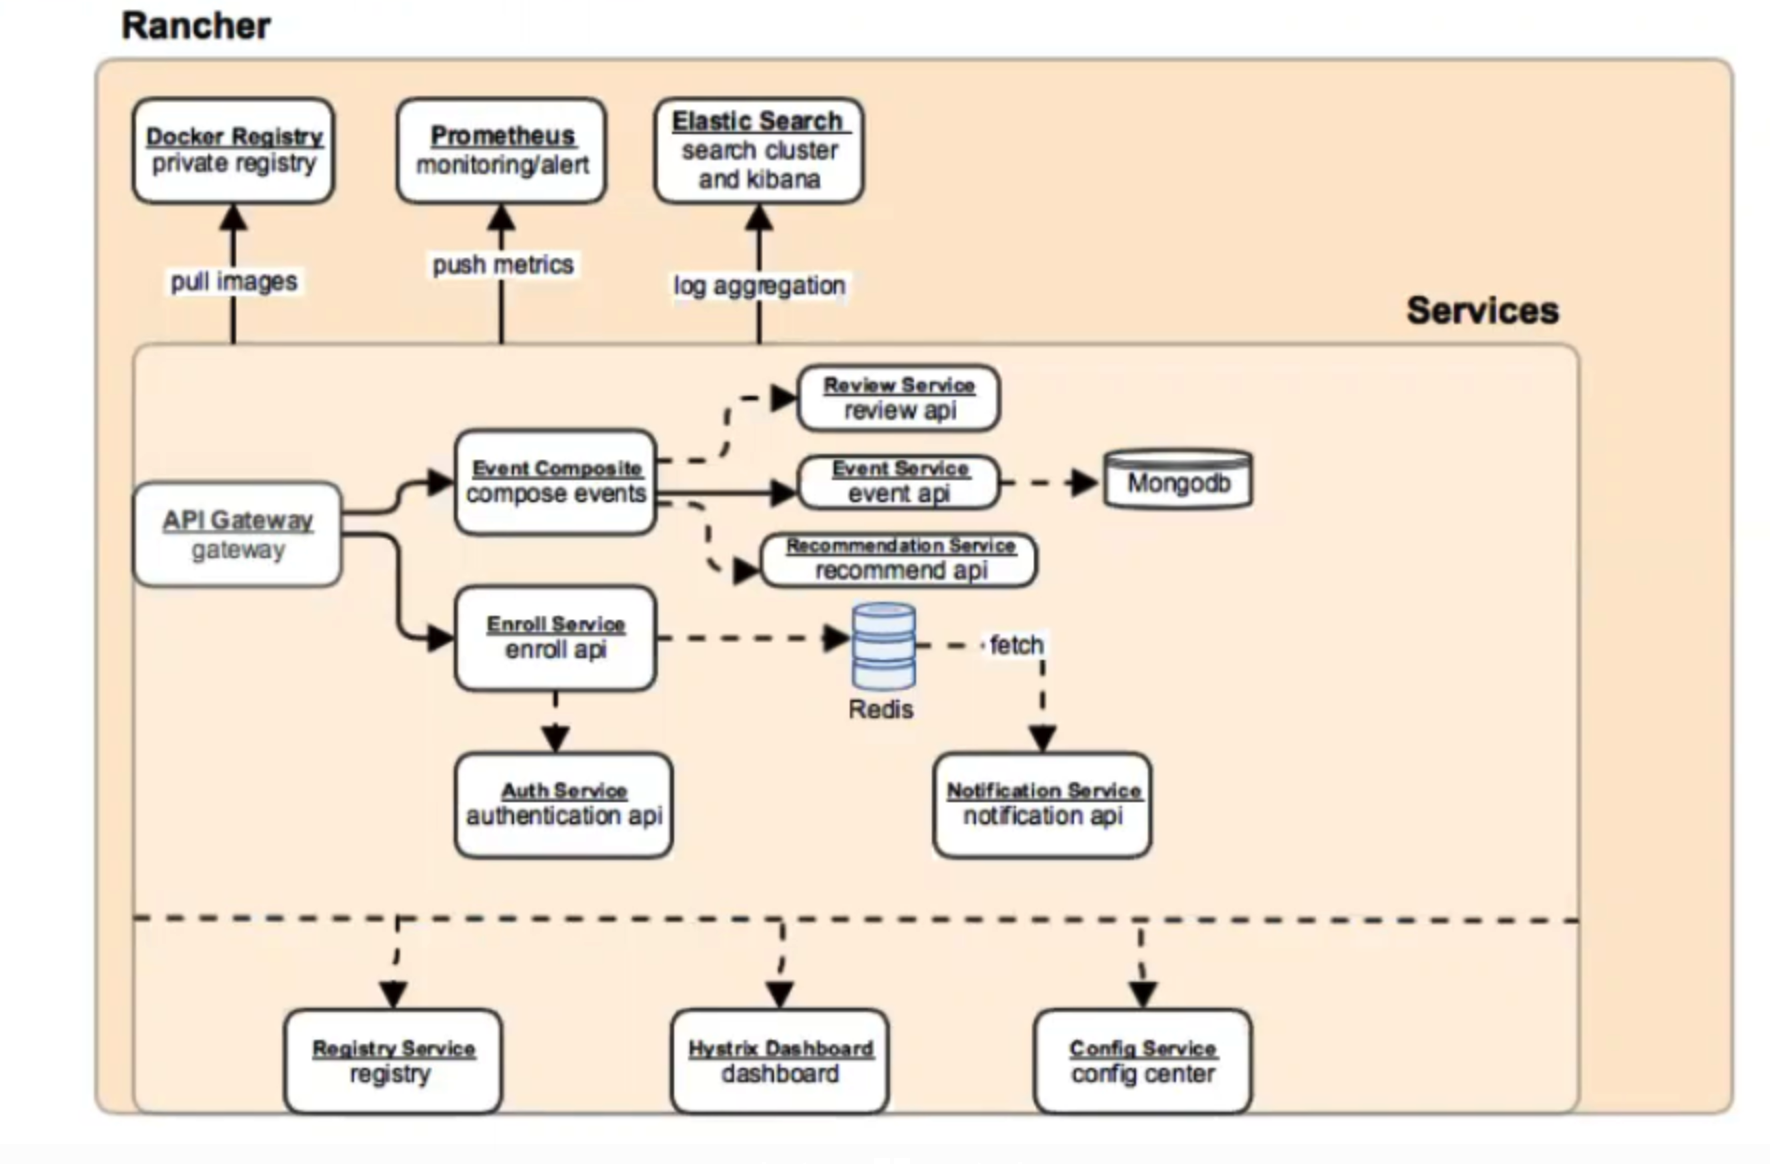 Rancher
Docker Registry
private registry
Prometheus
monitoring/alert
Elastic Search
search cluster
and kibana
pull images
push metrics
log aggregation
Services
Review Service
review api
Event Composite
compose events
Event Service
event api
Mongodb
API Gateway
gateway
Recommendation Service
recommend api
Enroll Service
enroll api
fetch
Redis
Auth Service
authentication api
Notification Service
notification api
Registry Service
registry
Hystrix Dashboard
dashboard
Config Service
config center